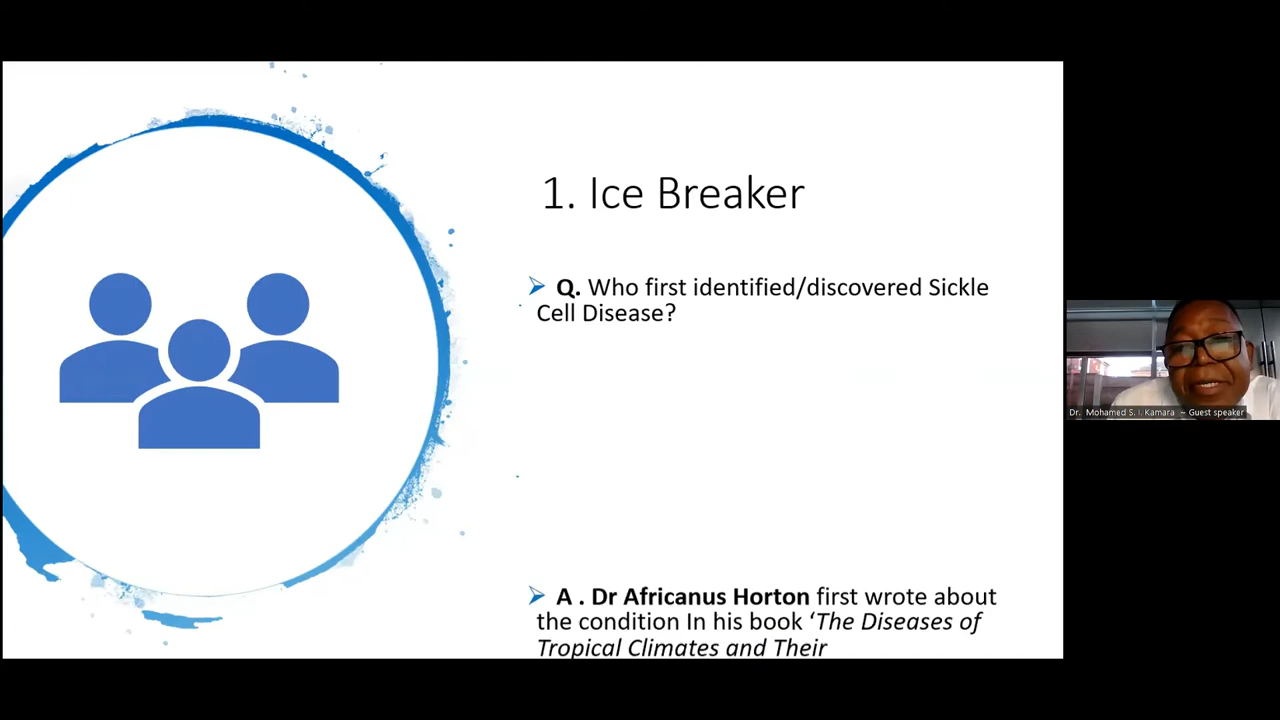 1. Ice Breaker
Q. Who first identified/discovered Sickle
Cell Disease?
A . Dr Africanus Horton first wrote about
the condition In his book ‘The Diseases of
Tropical Climates and Their
Dr. Mohamed S. I. Kamara ~ Guest speaker